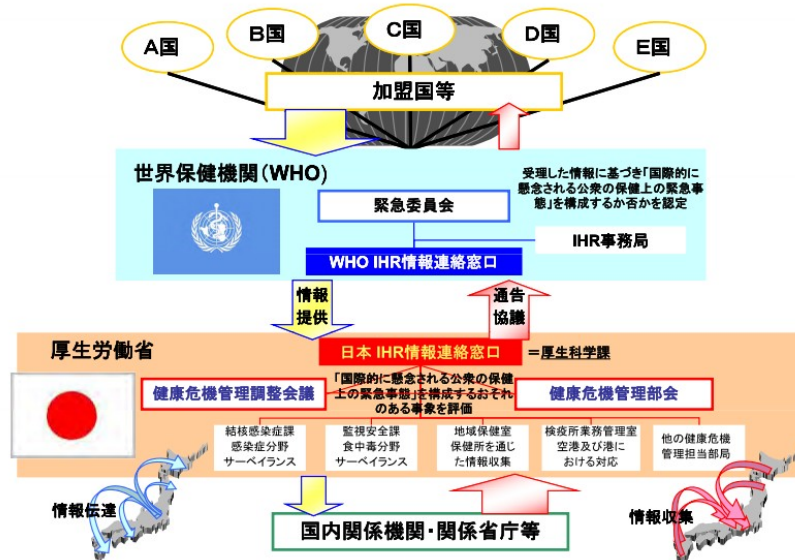 A国
B国
C国
D国
E国
加盟国等
世界保健機関(WHO)
受理した情報に基づき「国際的に
懸念される公衆の保健上の緊急事
態」を構成するか否かを認定
緊急委員会
IHR事務局
WHO IHR情報連絡窓口
情報
提供
通告
協議
厚生労働省
日本 IHR情報連絡窓口
=厚生科学課
健康危機管理調整会議
「国際的に懸念される公衆の保健
上の緊急事態」を構成するおそれ
のある事象を評価
健康危機管理部会
結核感染症課
感染症分野
サーベイランス
監視安全課
食中毒分野
サーベイランス
地域保健室
保健所を通じ
た情報収集
検疫所業務管理室
空港及び港に
おける対応
他の健康危機
管理担当部局
情報伝達
情報収集
国内関係機関・関係省庁等